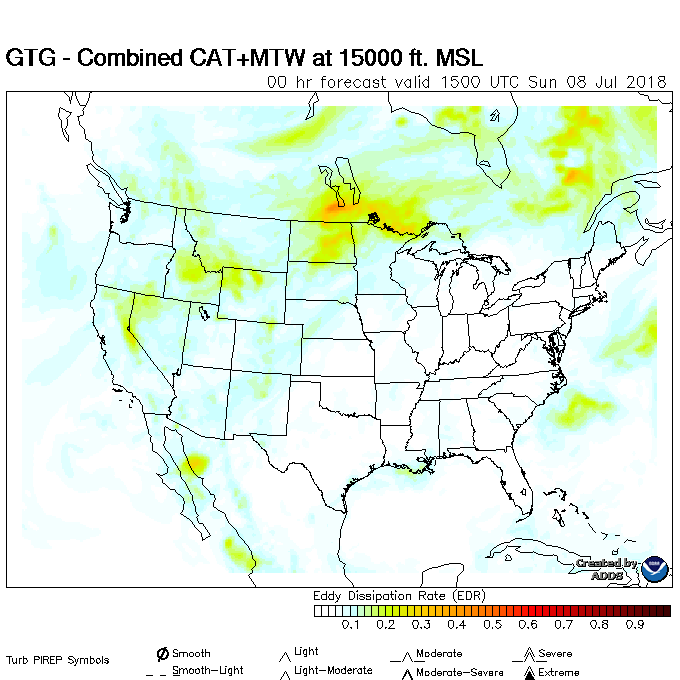 GTG - Combined CAT+MTW at 15000 ft. MSL
00 hr forecast valid 1500 UTC Sun 08 Jul 2018
Created by
ADDS
Eddy Dissipation Rate (EDR)
0.1 0.2 0.3 0.4 0.5 0.6 0.7 0.8 0.9
Turb PIREP Symbols
Smooth Light Moderate Severe
Smooth-Light Light-Moderate Moderate-Severe Extreme